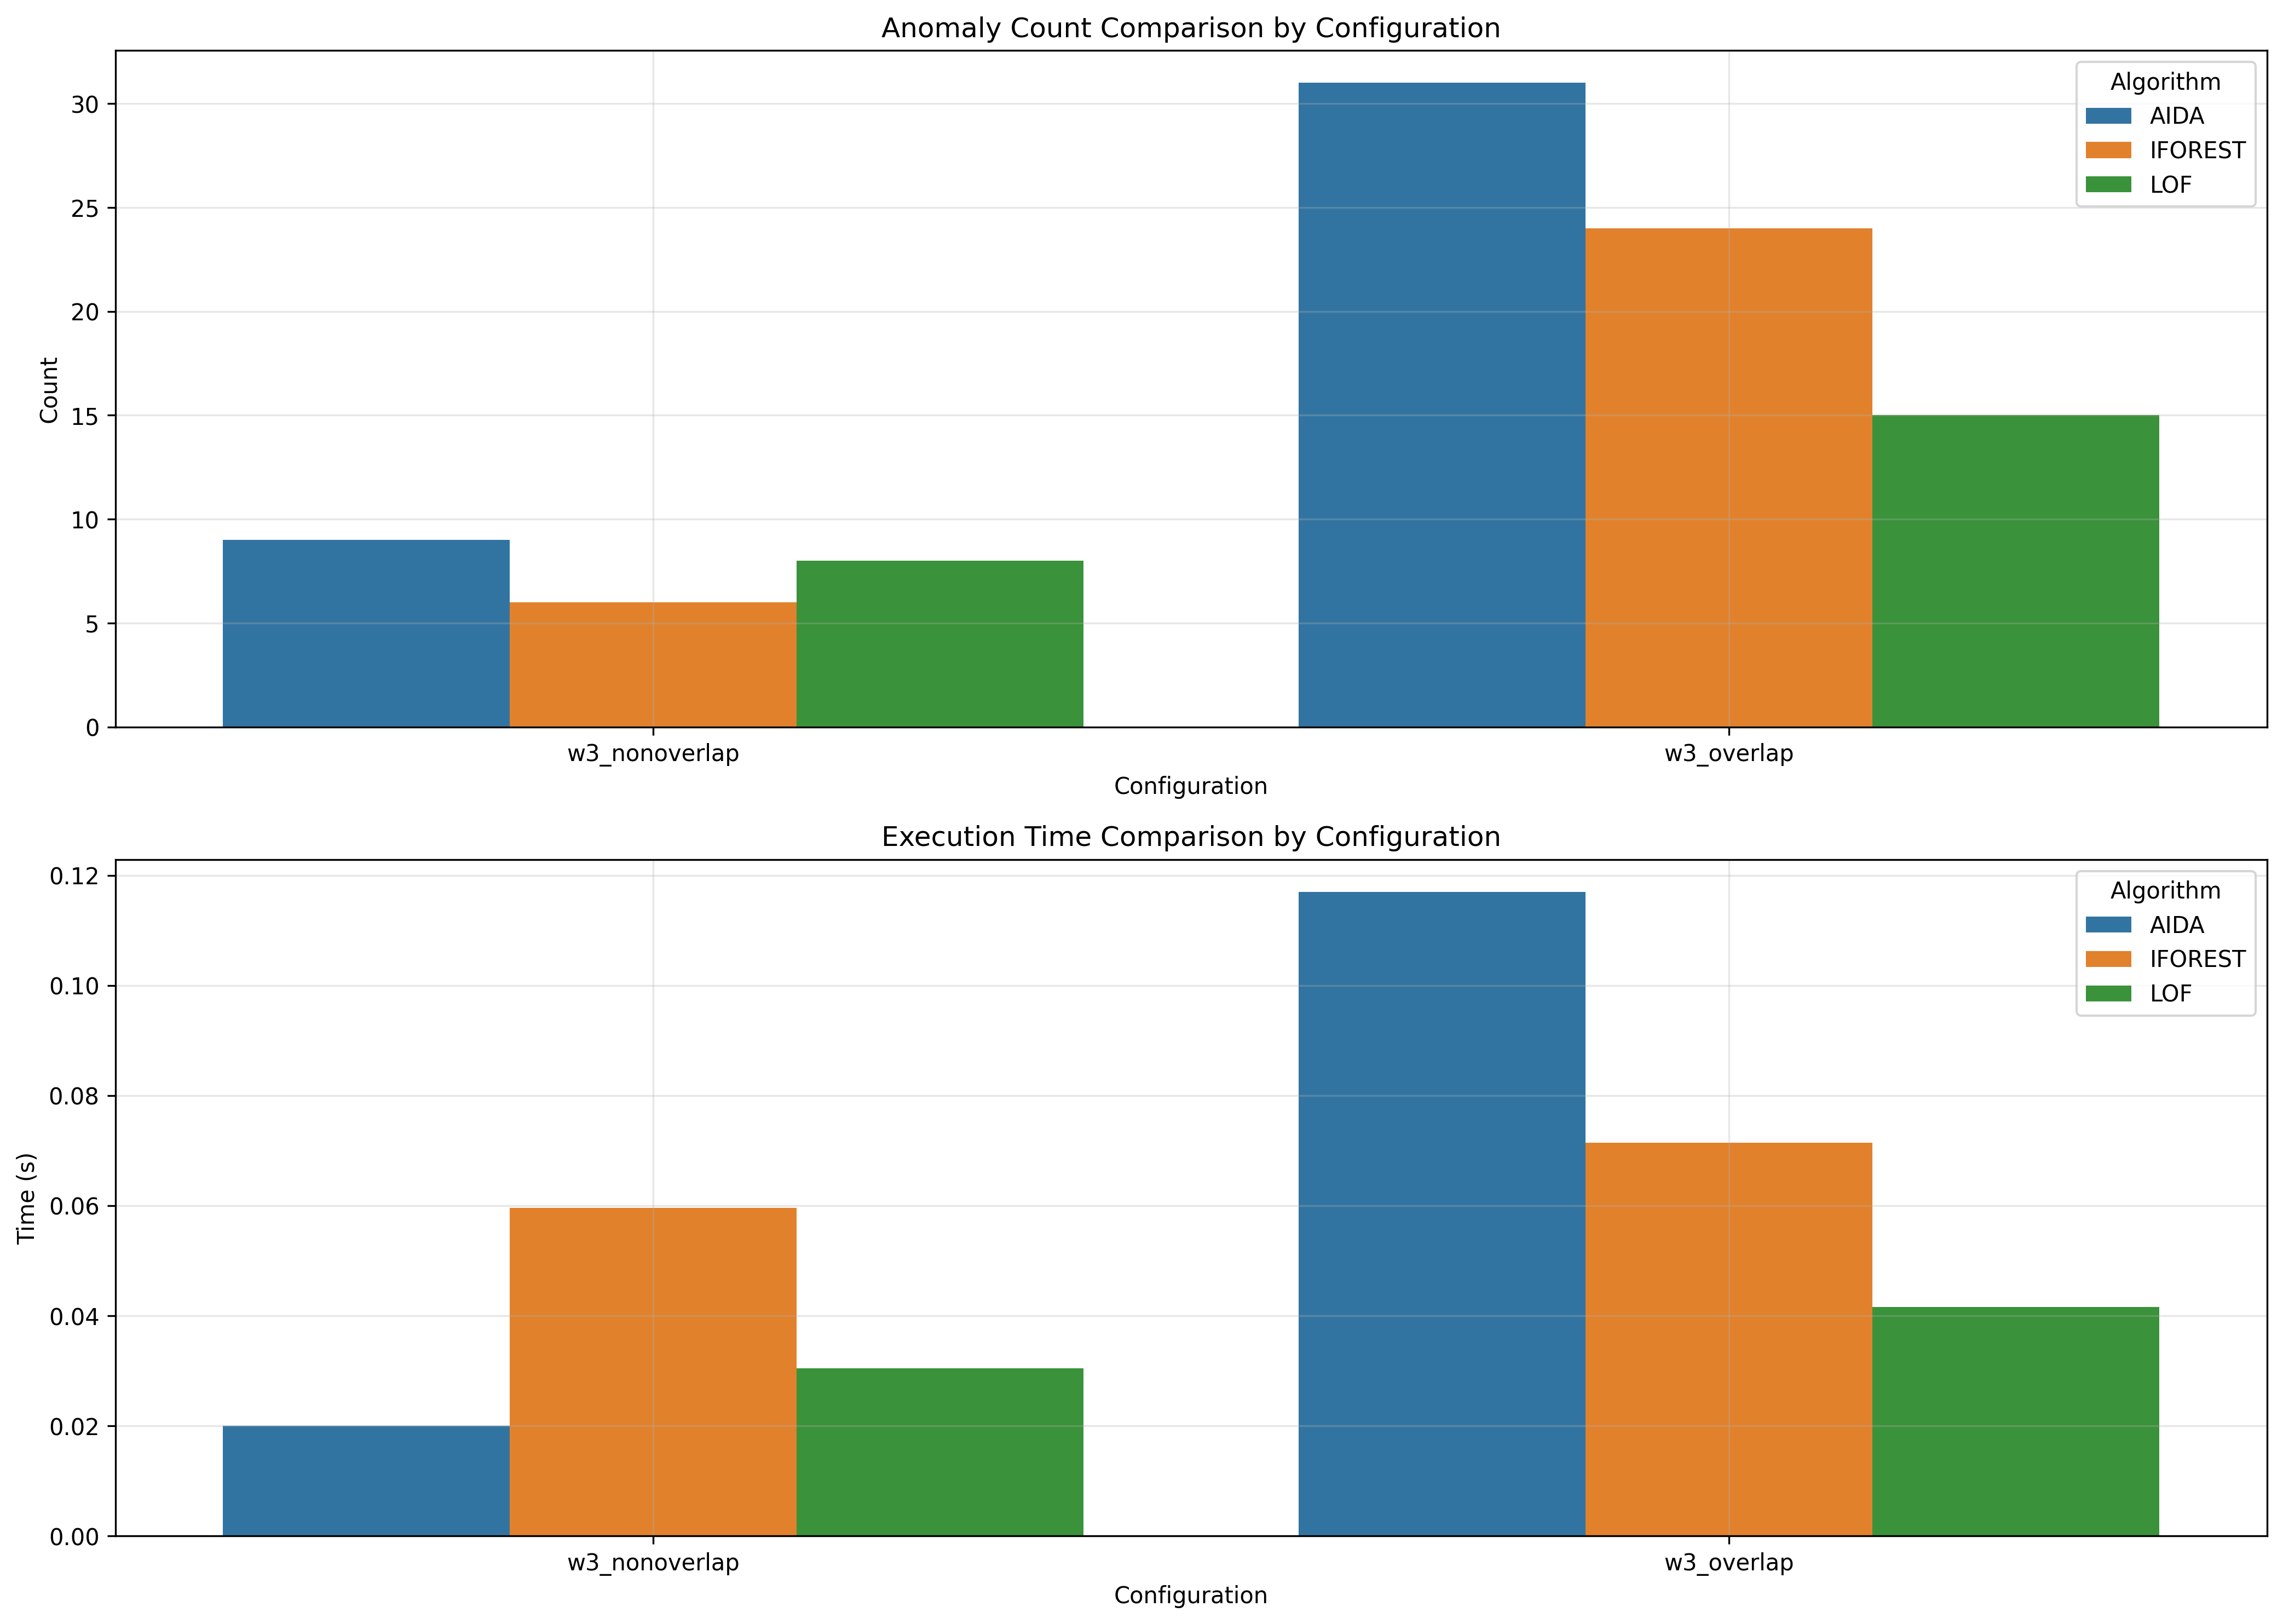 Anomaly Count Comparison by Configuration
30
25
20
15
10
5
0
Count
w3_nonoverlap
w3_overlap
Configuration
Algorithm
AIDA
IFOREST
LOF
Execution Time Comparison by Configuration
0.12
0.10
0.08
0.06
0.04
0.02
0.00
Time (s)
w3_nonoverlap
w3_overlap
Configuration
Algorithm
AIDA
IFOREST
LOF